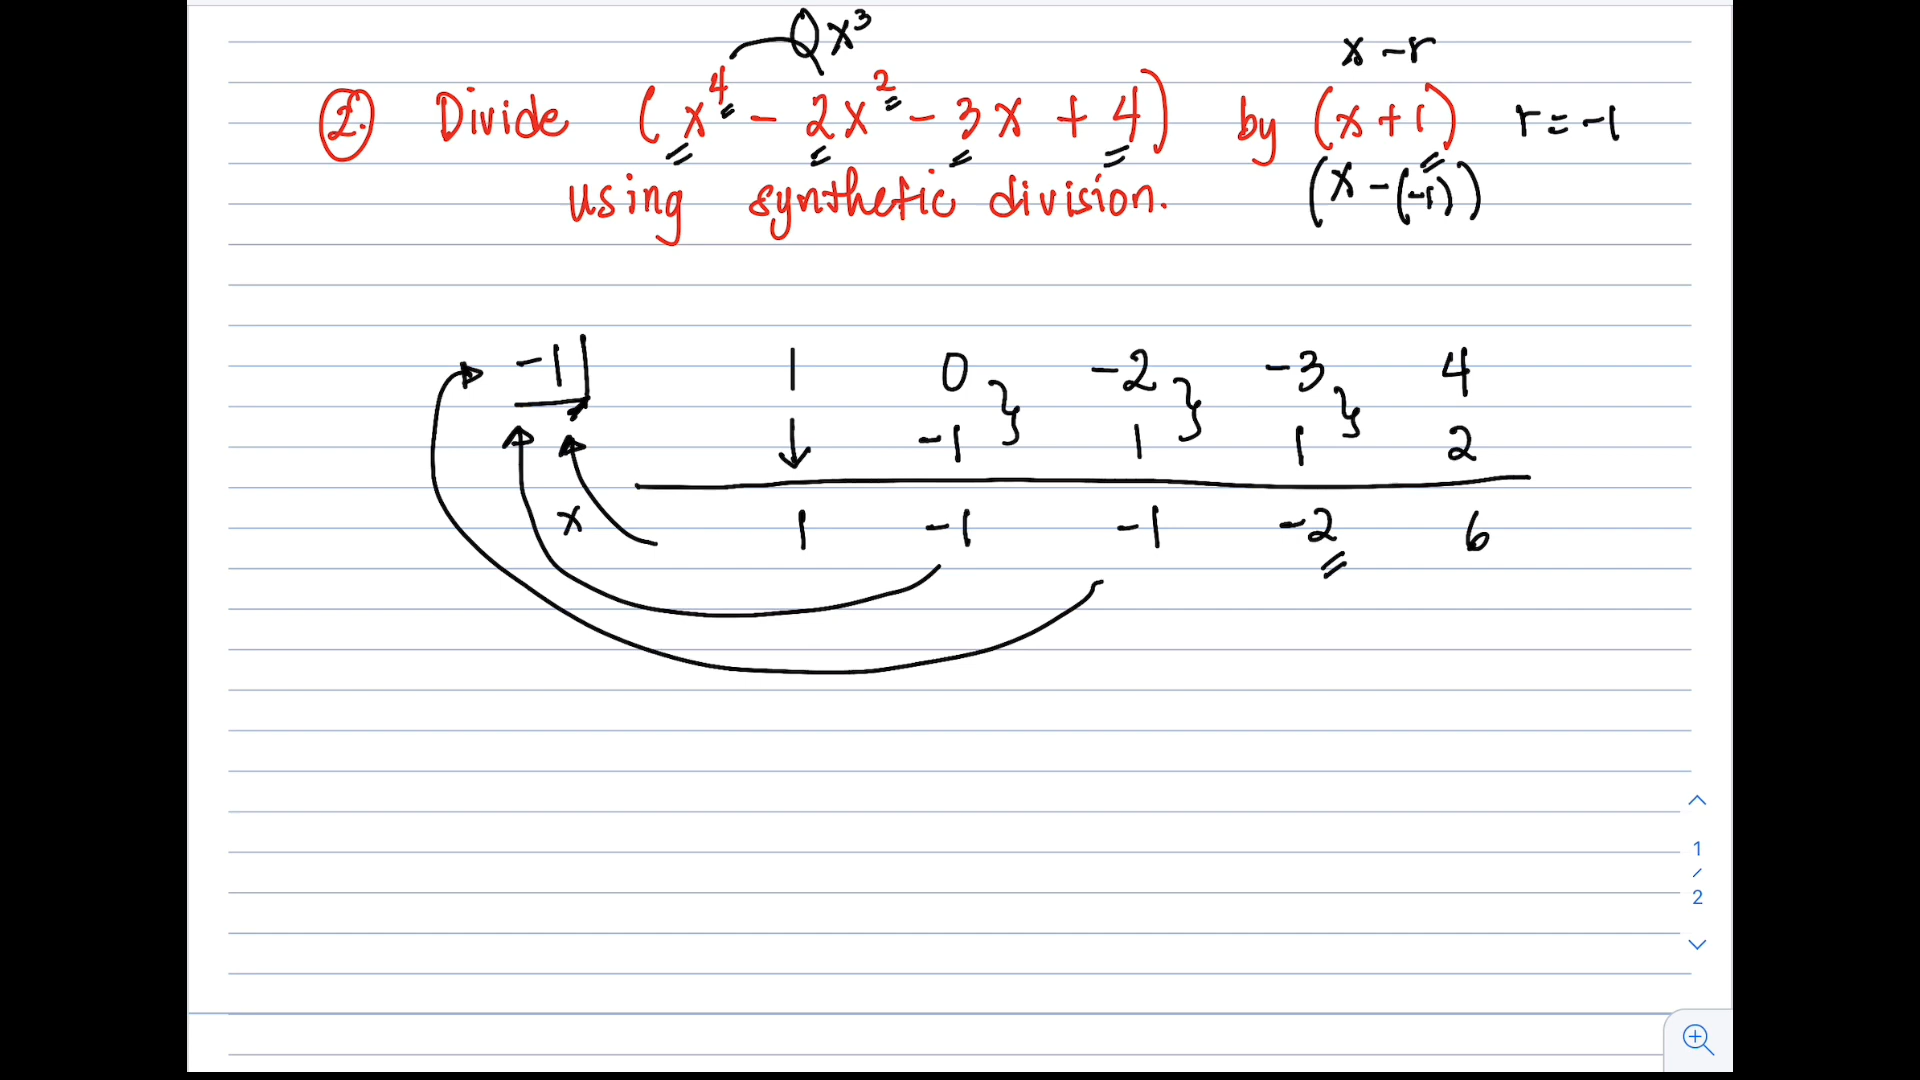 0x³
x - r
②. Divide (x⁴ - 2x² - 3x + 4) by (x+1) r = -1
using synthetic division. (x - (-1))
-1| 1 0 -2 -3 4
-1 1 1 2
x 1 -1 -1 -2 6
1
/
2